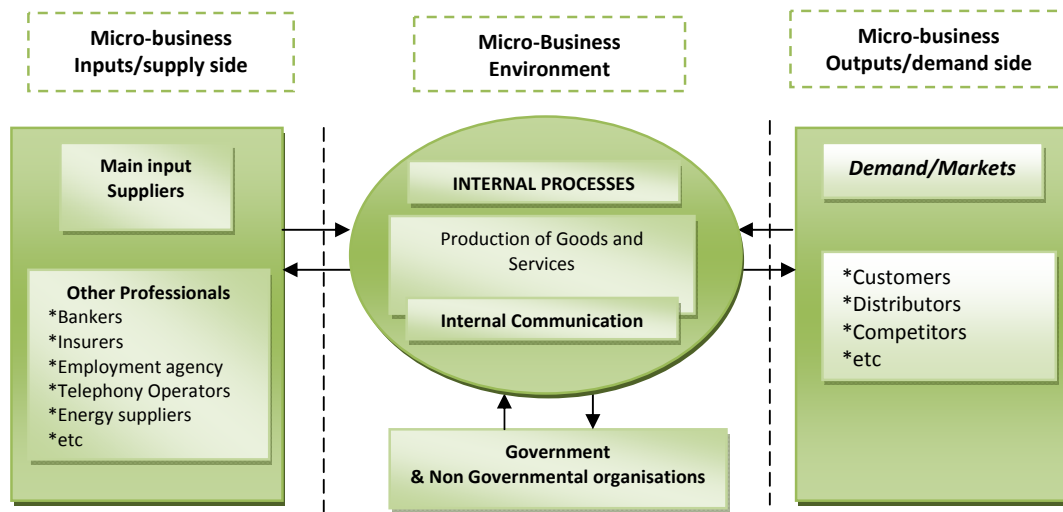 Micro-business
Inputs/supply side
Micro-Business
Environment
Micro-business
Outputs/demand side
Main input
Suppliers
Other Professionals
*Bankers
*Insurers
*Employment agency
*Telephony Operators
*Energy suppliers
*etc
INTERNAL PROCESSES
Production of Goods and
Services
Internal Communication
Government
& Non Governmental organisations
Demand/Markets
*Customers
*Distributors
*Competitors
*etc